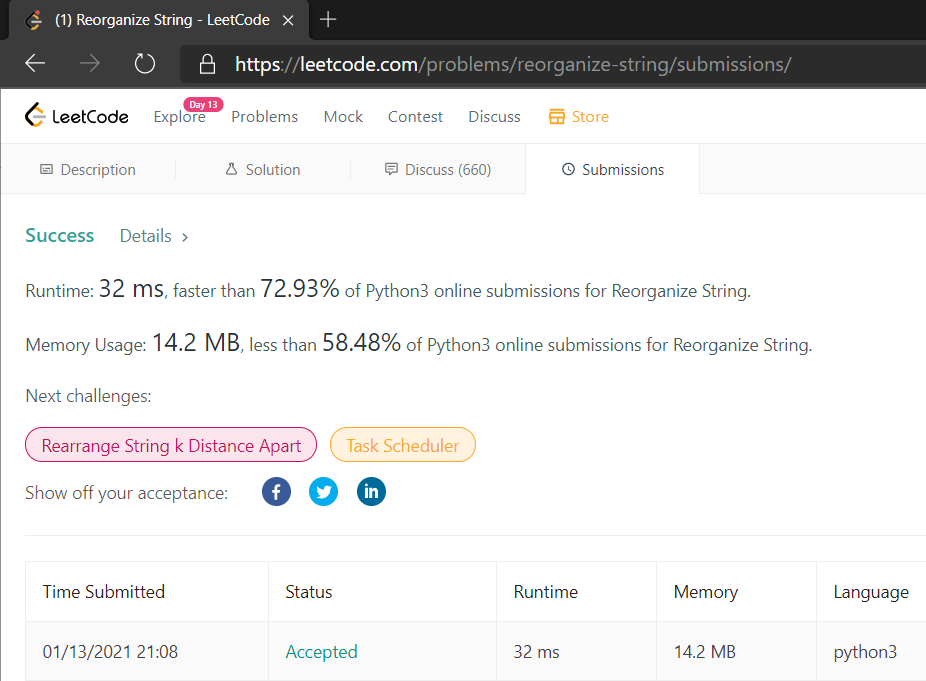 (1) Reorganize String - LeetCode
https://leetcode.com/problems/reorganize-string/submissions/
LeetCode Explore Day 13 Problems Mock Contest Discuss Store
Description Solution Discuss (660) Submissions
Success Details >
Runtime: 32 ms, faster than 72.93% of Python3 online submissions for Reorganize String.
Memory Usage: 14.2 MB, less than 58.48% of Python3 online submissions for Reorganize String.
Next challenges:
Rearrange String k Distance Apart Task Scheduler
Show off your acceptance: f in
Time Submitted Status Runtime Memory Language
01/13/2021 21:08 Accepted 32 ms 14.2 MB python3